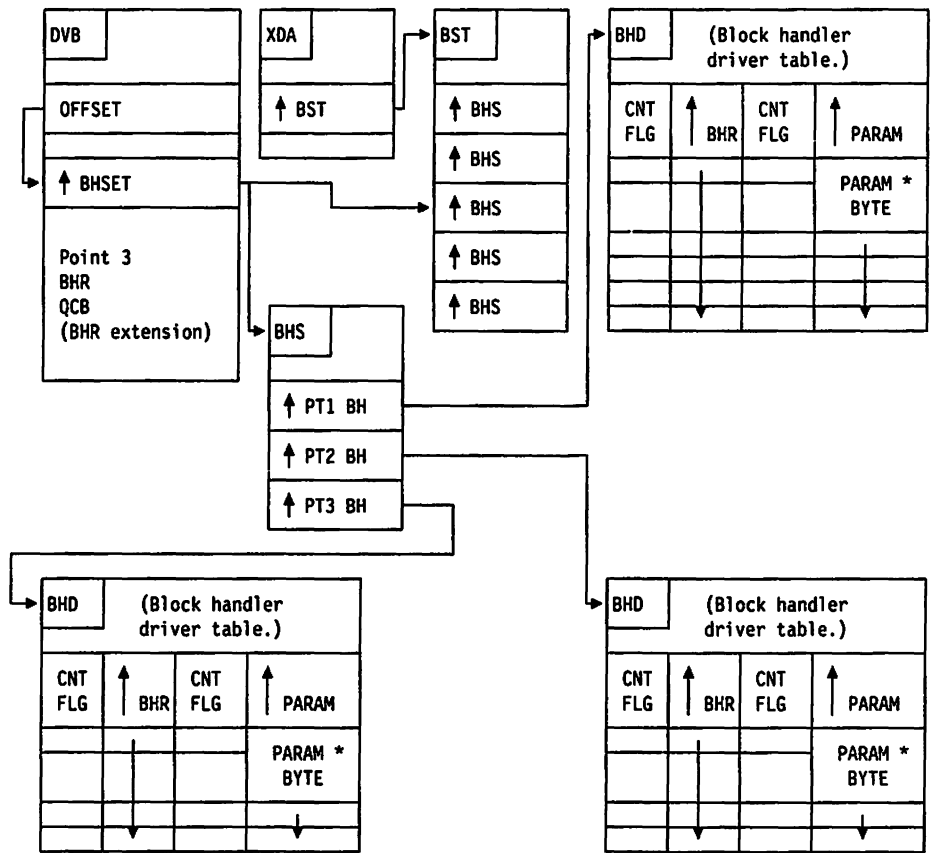 DVB
OFFSET
↑ BHSET
Point 3
BHR
QCB
(BHR extension)
XDA
↑ BST
BST
↑ BHS
↑ BHS
↑ BHS
↑ BHS
↑ BHS
BHD
(Block handler
driver table.)
CNT
FLG
↑ BHR
CNT
FLG
↑ PARAM
PARAM *
BYTE
BHS
↑ PT1 BH
↑ PT2 BH
↑ PT3 BH
BHD
(Block handler
driver table.)
CNT
FLG
↑ BHR
CNT
FLG
↑ PARAM
PARAM *
BYTE
BHD
(Block handler
driver table.)
CNT
FLG
↑ BHR
CNT
FLG
↑ PARAM
PARAM *
BYTE